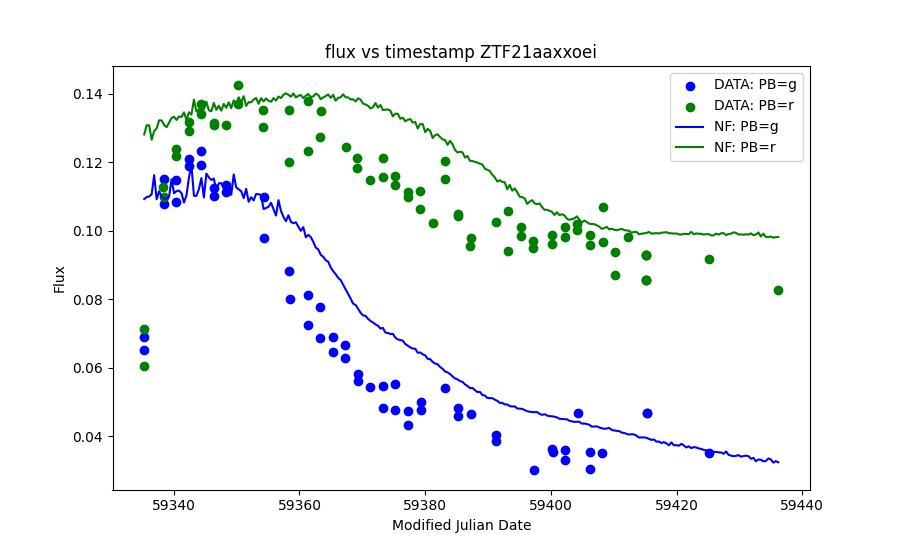 flux vs timestamp ZTF21aaxxoei
DATA: PB=g
DATA: PB=r
NF: PB=g
NF: PB=r
0.14
0.12
0.10
0.08
0.06
0.04
Flux
59340
59360
59380
59400
59420
59440
Modified Julian Date